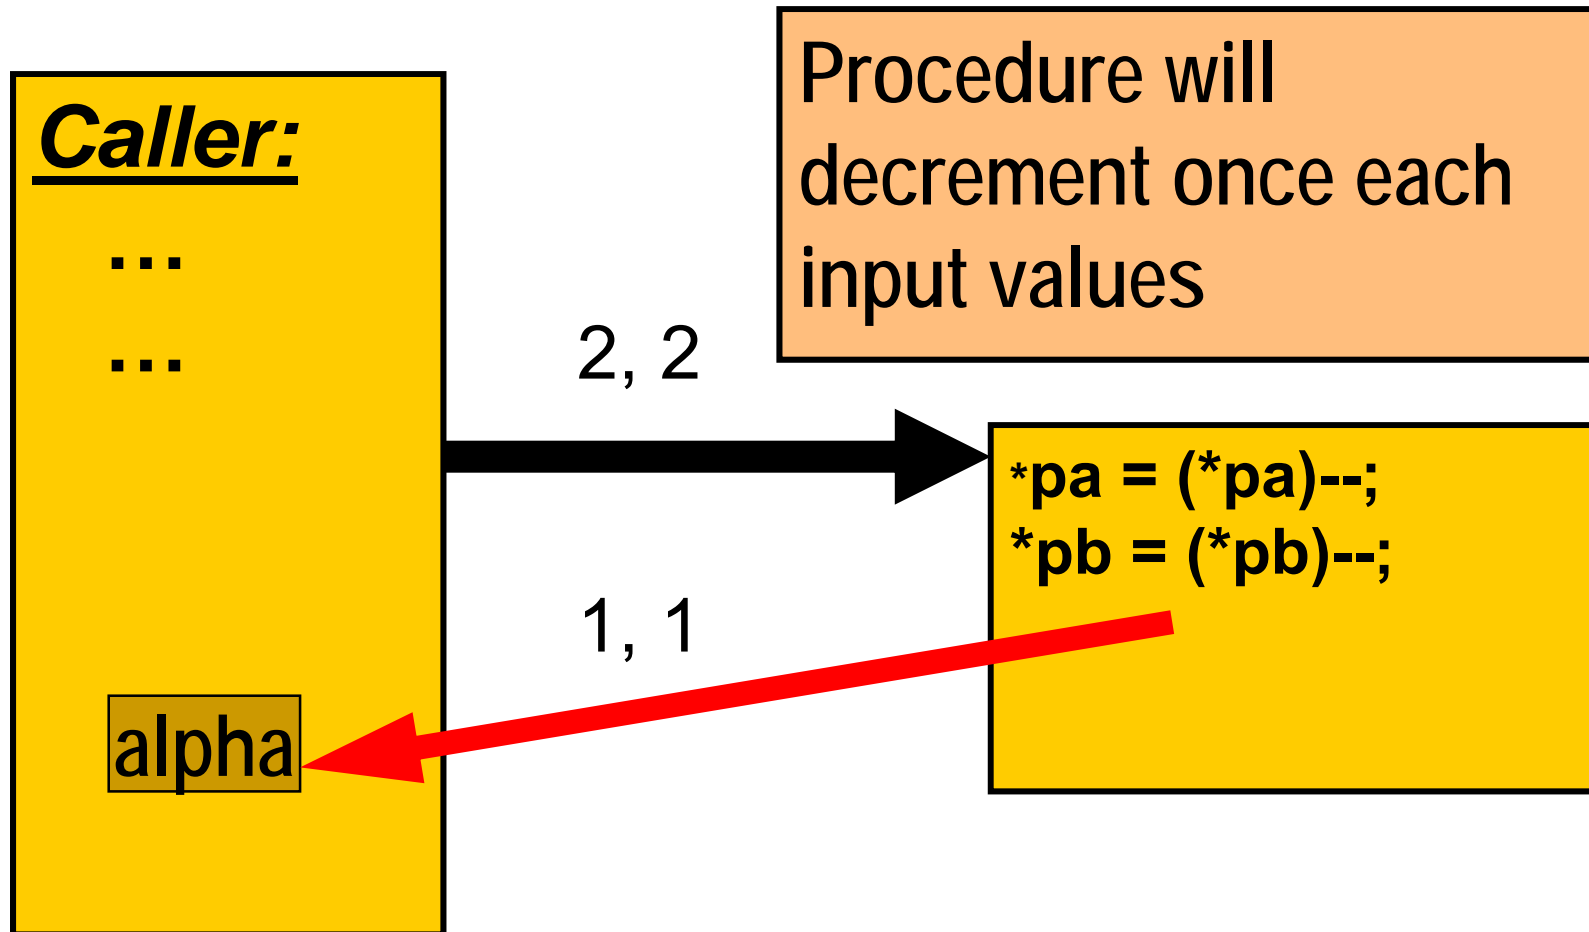 Procedure will
decrement once each
input values
Caller:
...
...
2, 2
*pa = (*pa)--;
*pb = (*pb)--;
1, 1
alpha